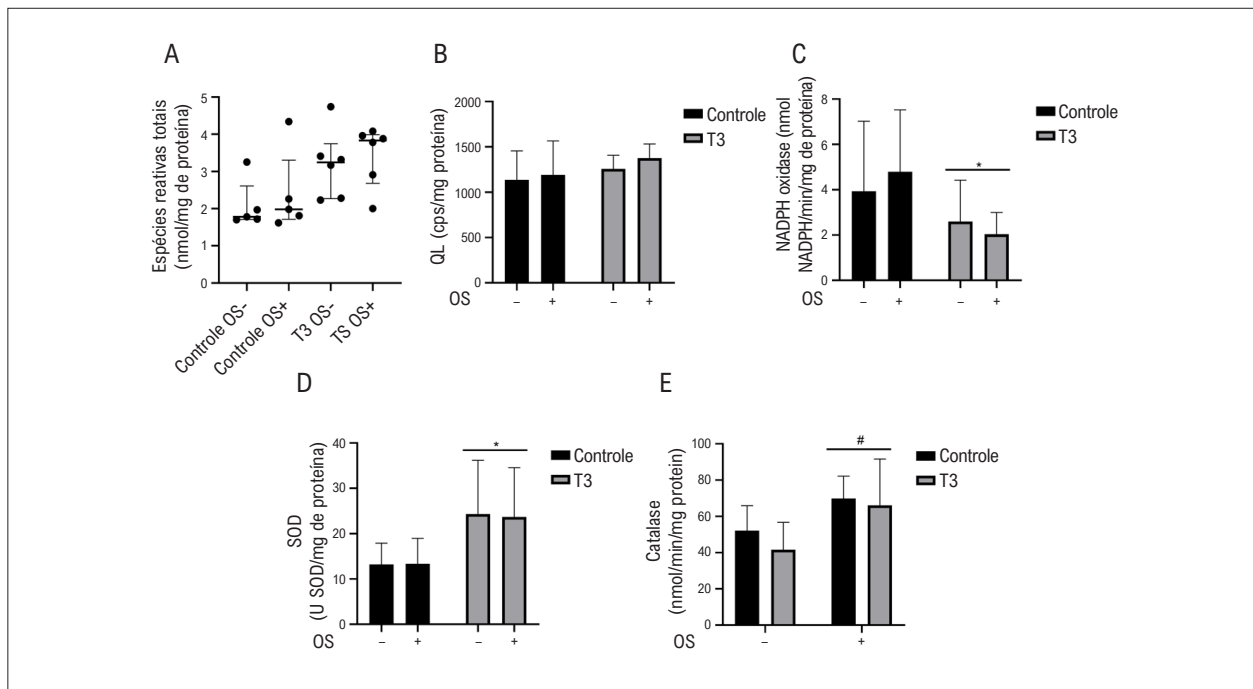 A
Espécies reativas totais
(nmol/mg de proteína)
5
4
3
2
1
0
Controle OS-
Controle OS+
T3 OS-
TS OS+
B
QL (cps/mg proteína)
2000
1500
1000
500
0
OS
–
+
–
+
Controle
T3
C
NADPH oxidase (nmol
NADPH/min/mg de proteína)
8
6
4
2
0
*
OS
–
+
–
+
Controle
T3
D
SOD
(U SOD/mg de proteína)
40
30
20
10
0
*
OS
–
+
–
+
Controle
T3
E
Catalase
(nmol/min/mg protein)
100
80
60
40
20
0
#
OS
–
+
Controle
T3